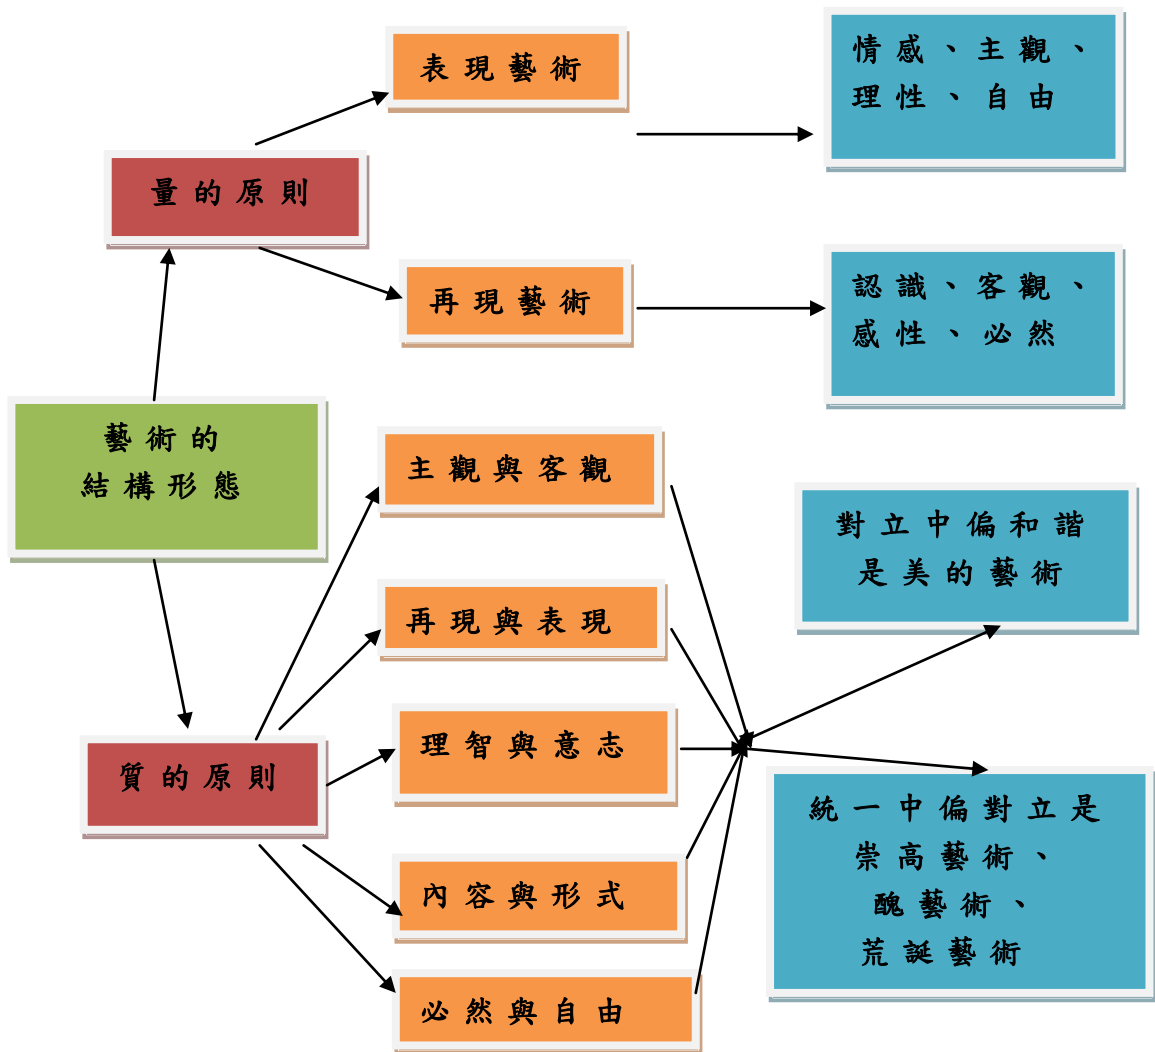 表現藝術
情感、主觀、
理性、自由
量的原則
再現藝術
認識、客觀、
感性、必然
藝術的
結構形態
主觀與客觀
對立中偏和諧
是美的藝術
再現與表現
理智與意志
質的原則
統一中偏對立是
崇高藝術、
醜藝術、
荒誕藝術
內容與形式
必然與自由